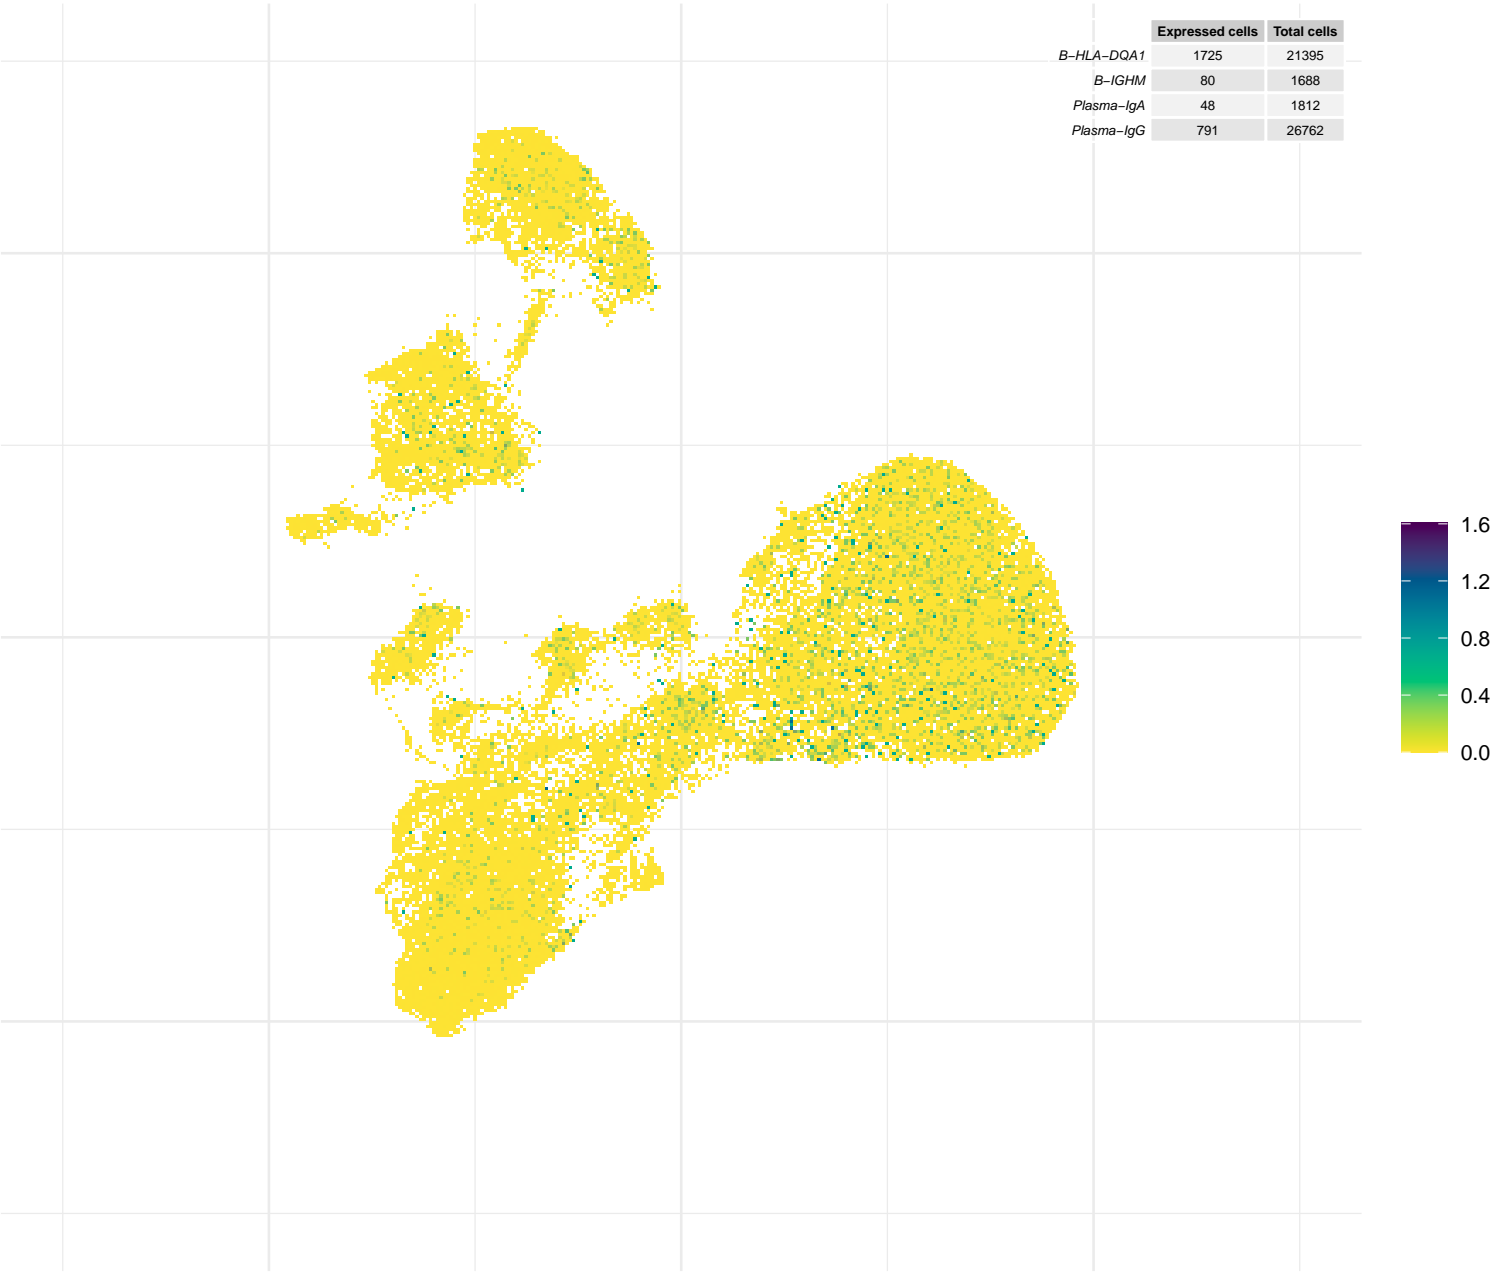 Expressed cells Total cells
B−HLA−DQA1 1725 21395
B−IGHM 80 1688
Plasma−IgA 48 1812
Plasma−IgG 791 26762
1.6
1.2
0.8
0.4
0.0